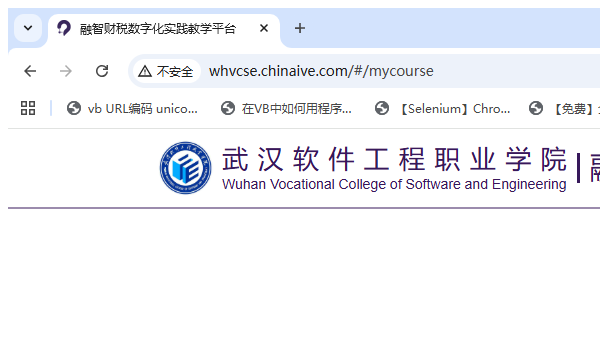 融智财税数字化实践教学平台
不安全 whvcse.chinaive.com/#/mycourse
vb URL编码 unico... 在VB中如何用程序... 【Selenium】Chro... 【免费】
武汉软件工程职业学院 融
Wuhan Vocational College of Software and Engineering